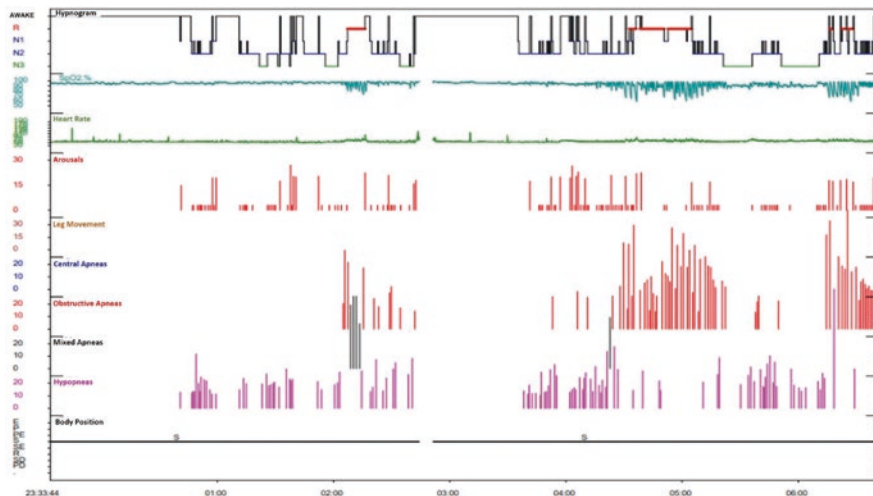 AWAKE
Hypnogram
R
N1
N2
N3
SpO2.%
100
Heart Rate
Arousals
30
15
0
Leg Movement
30
15
0
Central Apneas
20
10
0
Obstructive Apneas
20
10
0
Mixed Apneas
20
10
0
Hypopneas
20
10
0
Body Position
S
S
23:33:44
01:00
02:00
03:00
04:00
05:00
06:00